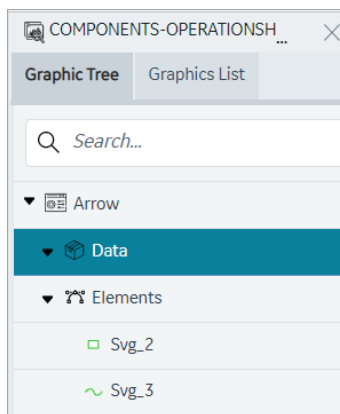 COMPONENTS-OPERATIONSH...
Graphic Tree Graphics List
Search...
Arrow
Data
Elements
Svg_2
Svg_3